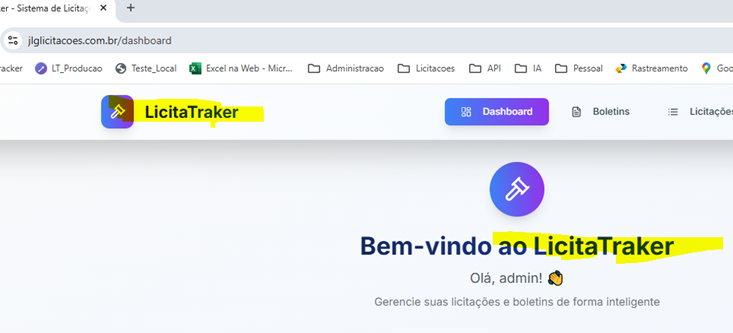 ker - Sistema de Licitaç
jlglicitacoes.com.br/dashboard
racker LT_Producao Teste_Local Excel na Web - Micr... Administracao Licitacoes API IA Pessoal Rastreamento Goo
LicitaTraker Dashboard Boletins Licitações
Bem-vindo ao LicitaTraker
Olá, admin! 👋
Gerencie suas licitações e boletins de forma inteligente